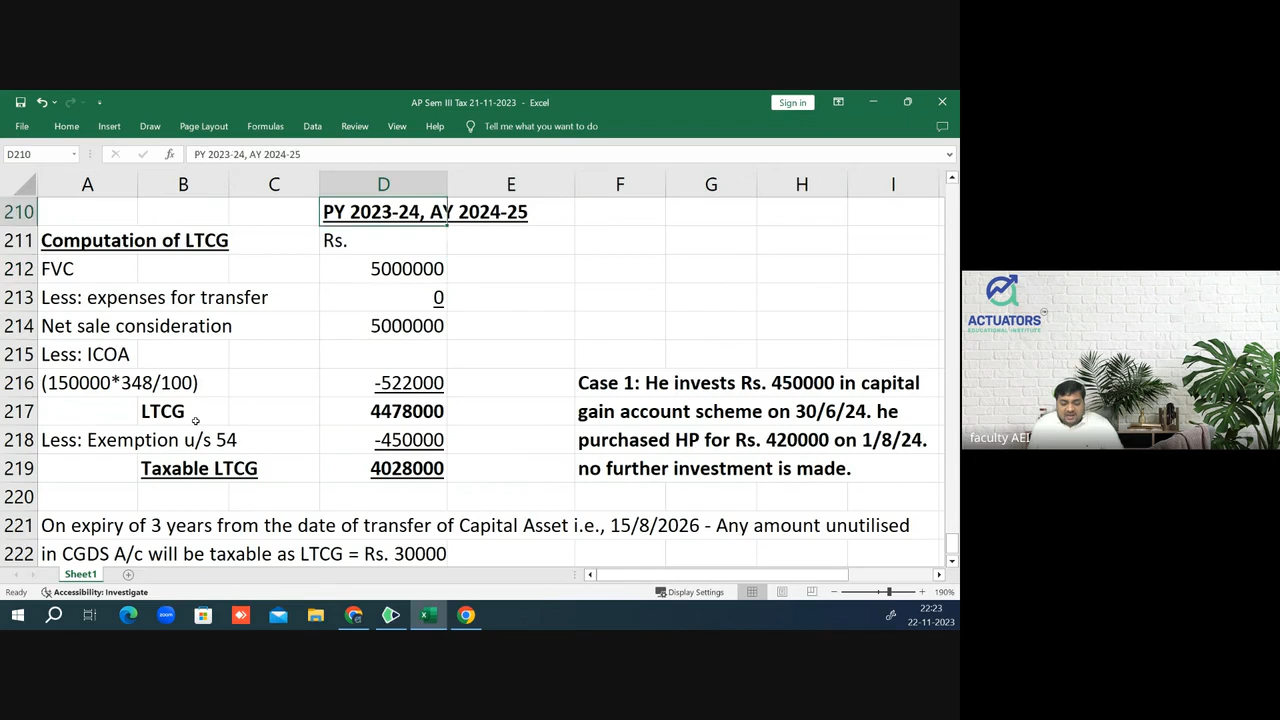 AP Sem III Tax 21-11-2023 - Excel
Sign in
File Home Insert Draw Page Layout Formulas Data Review View Help Tell me what you want to do
D210 fx PY 2023-24, AY 2024-25
A B C D E F G H I
210 PY 2023-24, AY 2024-25
211 Computation of LTCG Rs.
212 FVC 5000000
213 Less: expenses for transfer 0
214 Net sale consideration 5000000
215 Less: ICOA
216 (150000*348/100) -522000 Case 1: He invests Rs. 450000 in capital
217 LTCG 4478000 gain account scheme on 30/6/24. he
218 Less: Exemption u/s 54 -450000 purchased HP for Rs. 420000 on 1/8/24.
219 Taxable LTCG 4028000 no further investment is made.
220
221 On expiry of 3 years from the date of transfer of Capital Asset i.e., 15/8/2026 - Any amount unutilised
222 in CGDS A/c will be taxable as LTCG = Rs. 30000
Sheet1
Ready Accessibility: Investigate Display Settings 190%
zoom
22:23
22-11-2023
ACTUATORS
EDUCATIONAL INSTITUTE
faculty AEI